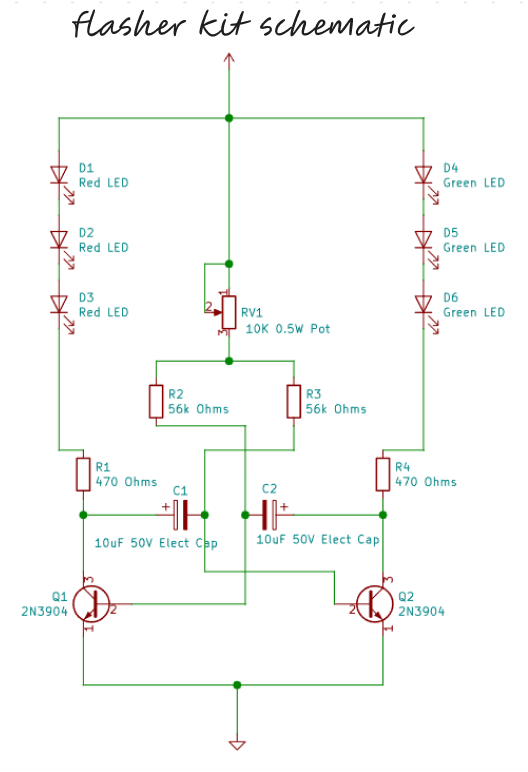 flasher kit schematic
D1
Red LED
D4
Green LED
D2
Red LED
D5
Green LED
D3
Red LED
D6
Green LED
1
2
RV1
3
10K 0.5W Pot
R2
56k Ohms
R3
56k Ohms
R1
470 Ohms
R4
470 Ohms
C1
+
C2
+
10uF 50V Elect Cap
10uF 50V Elect Cap
3
Q1
2N3904
2
1
3
2
Q2
2N3904
1